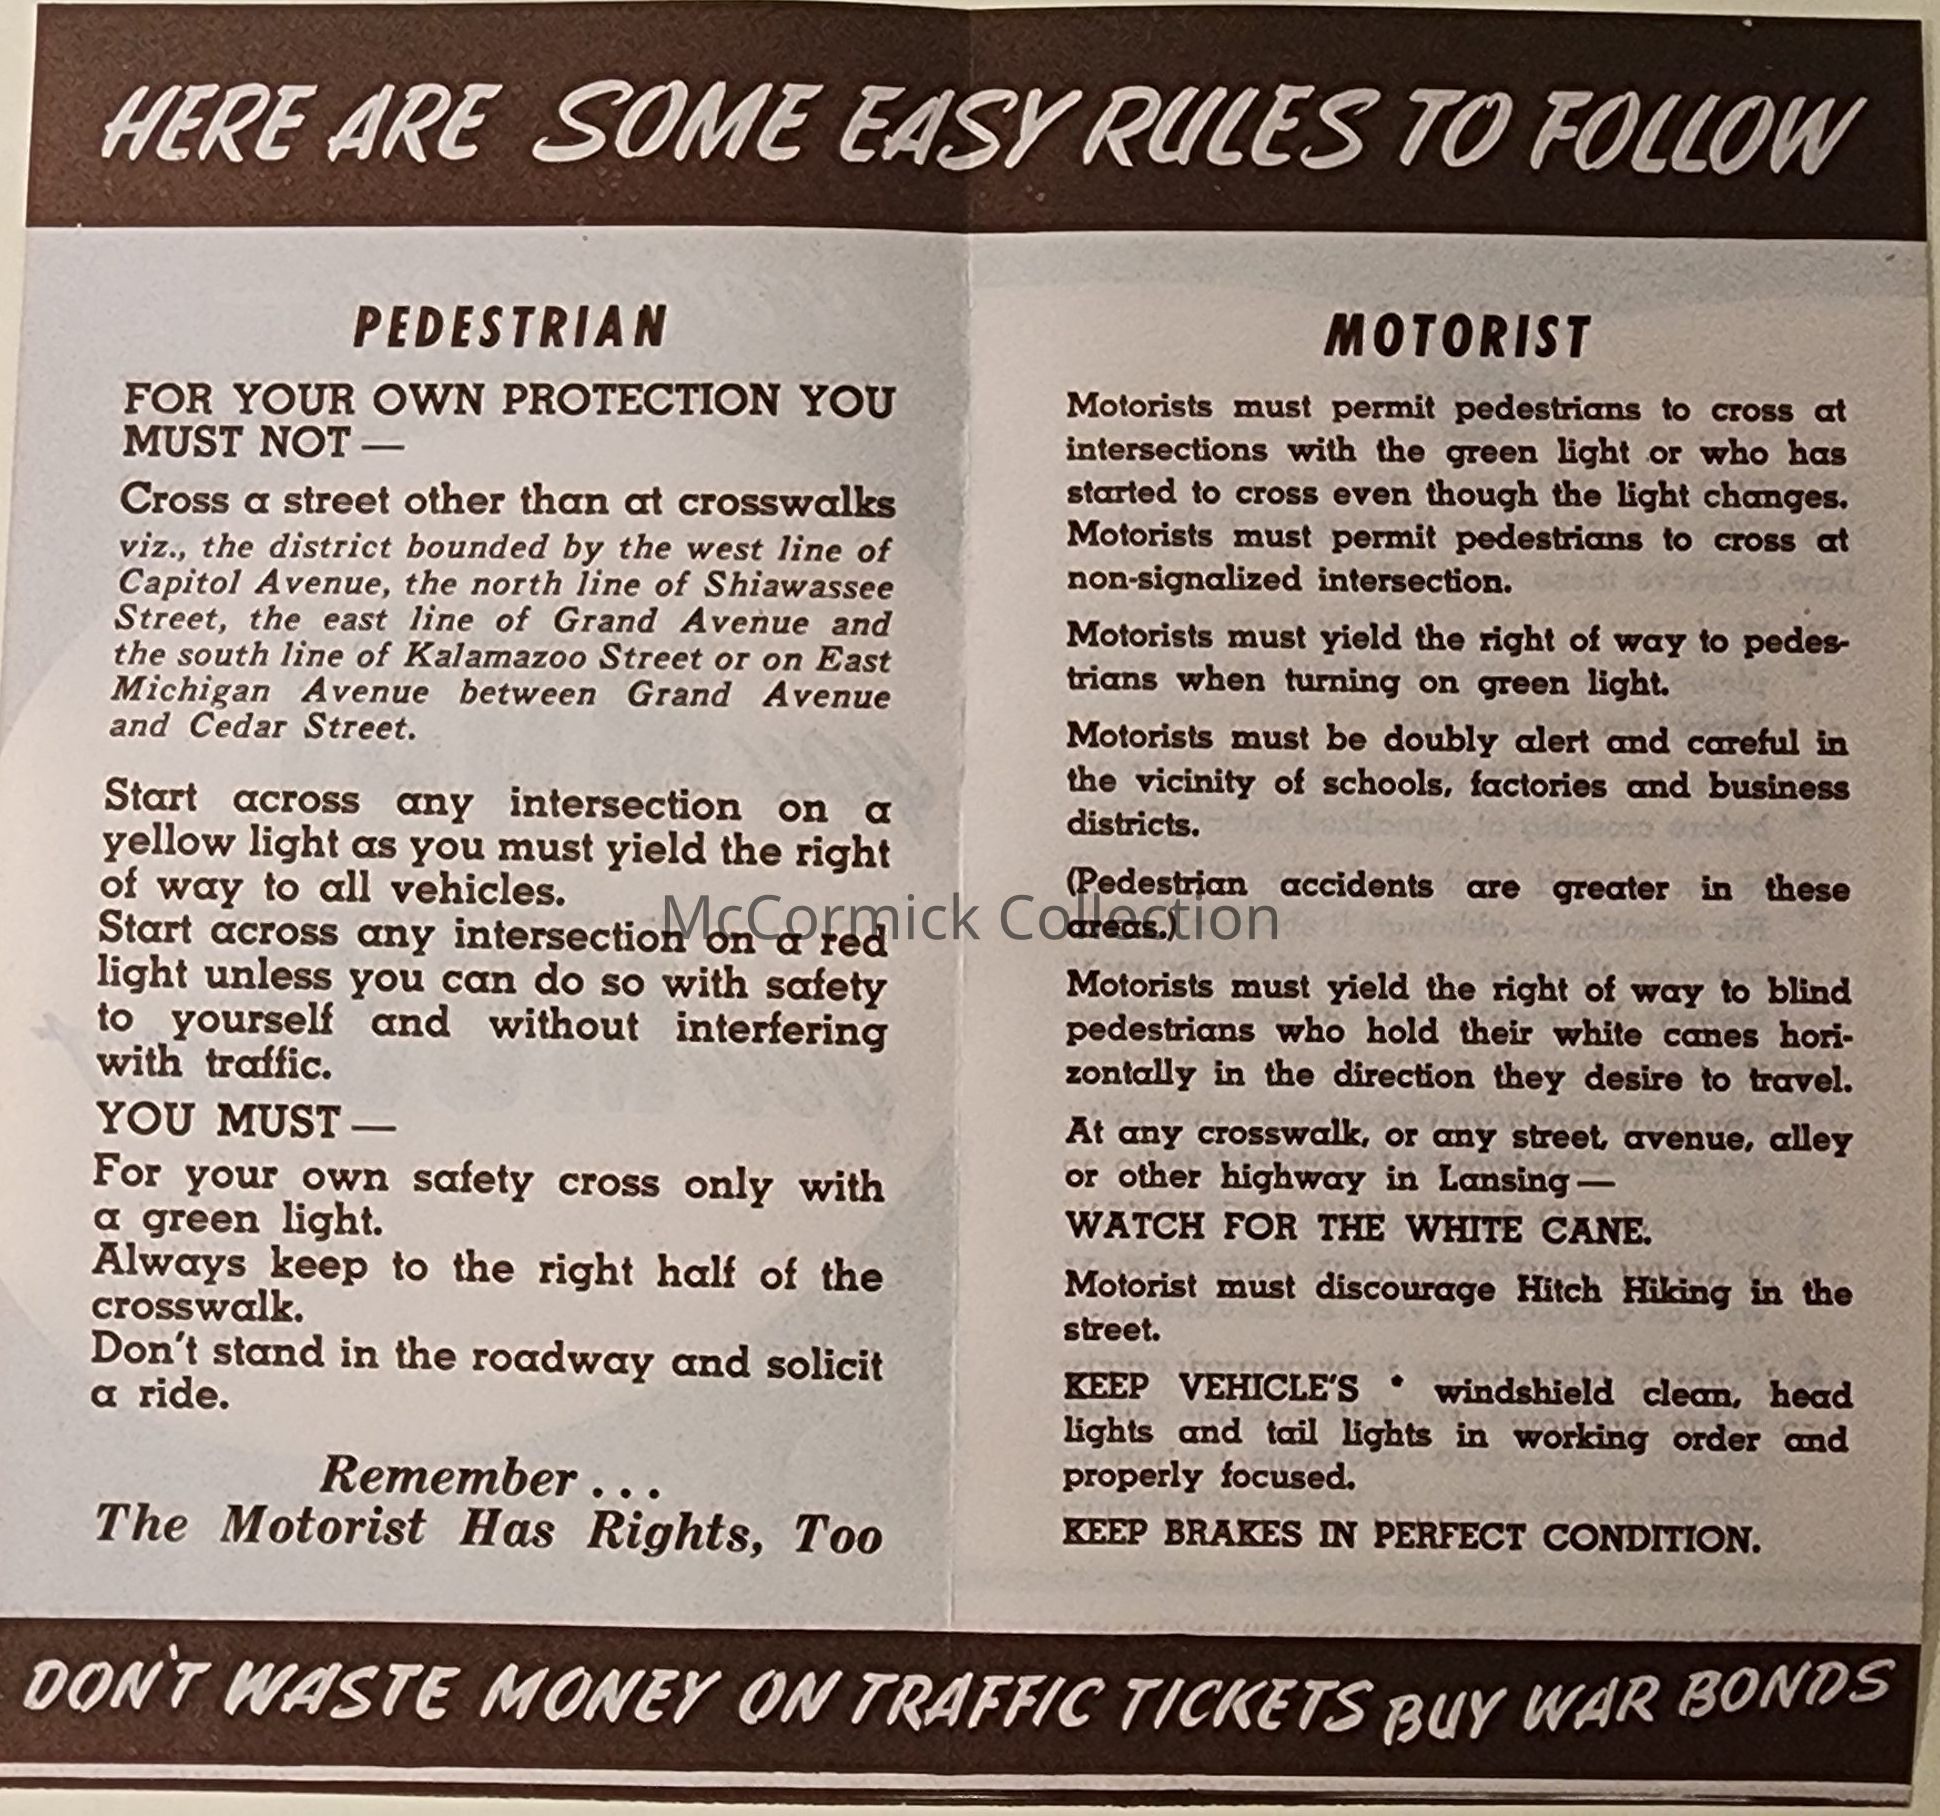 HERE ARE SOME EASY RULES TO FOLLOW
PEDESTRIAN
FOR YOUR OWN PROTECTION YOU
MUST NOT —
Cross a street other than at crosswalks
viz., the district bounded by the west line of
Capitol Avenue, the north line of Shiawassee
Street, the east line of Grand Avenue and
the south line of Kalamazoo Street or on East
Michigan Avenue between Grand Avenue
and Cedar Street.
Start across any intersection on a
yellow light as you must yield the right
of way to all vehicles.
Start across any intersection on a red
light unless you can do so with safety
to yourself and without interfering
with traffic.
YOU MUST —
For your own safety cross only with
a green light.
Always keep to the right half of the
crosswalk.
Don't stand in the roadway and solicit
a ride.
Remember . . .
The Motorist Has Rights, Too
MOTORIST
Motorists must permit pedestrians to cross at
intersections with the green light or who has
started to cross even though the light changes.
Motorists must permit pedestrians to cross at
non-signalized intersection.
Motorists must yield the right of way to pedes-
trians when turning on green light.
Motorists must be doubly alert and careful in
the vicinity of schools, factories and business
districts.
(Pedestrian accidents are greater in these
areas.)
Motorists must yield the right of way to blind
pedestrians who hold their white canes hori-
zontally in the direction they desire to travel.
At any crosswalk, or any street, avenue, alley
or other highway in Lansing —
WATCH FOR THE WHITE CANE.
Motorist must discourage Hitch Hiking in the
street.
KEEP VEHICLE'S • windshield clean, head
lights and tail lights in working order and
properly focused.
KEEP BRAKES IN PERFECT CONDITION.
McCormick Collection
DON'T WASTE MONEY ON TRAFFIC TICKETS BUY WAR BONDS